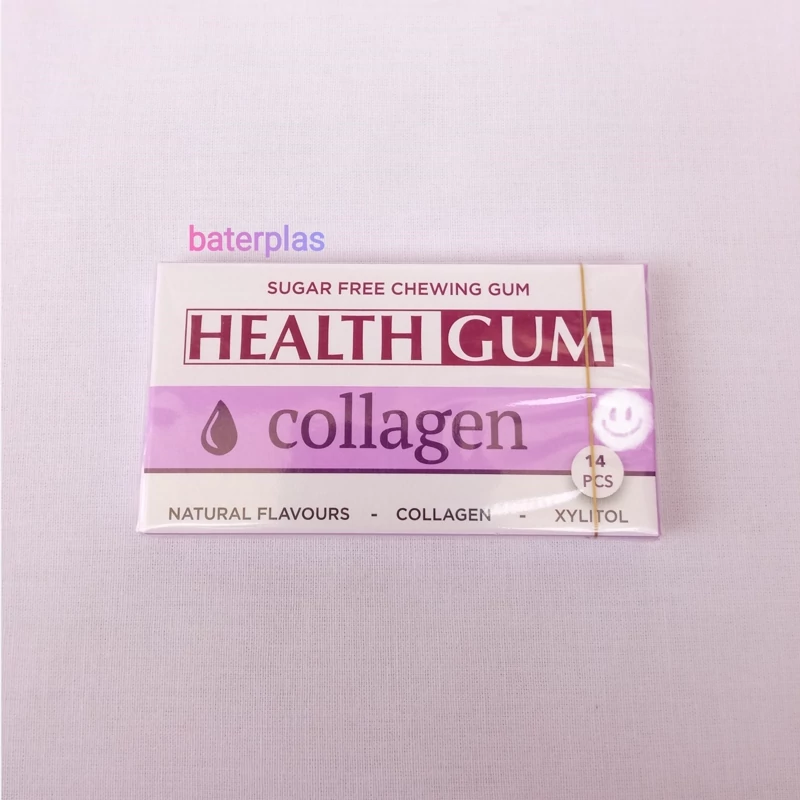 baterplas
SUGAR FREE CHEWING GUM
HEALTH GUM
collagen
14
PCS
NATURAL FLAVOURS - COLLAGEN - XYLITOL